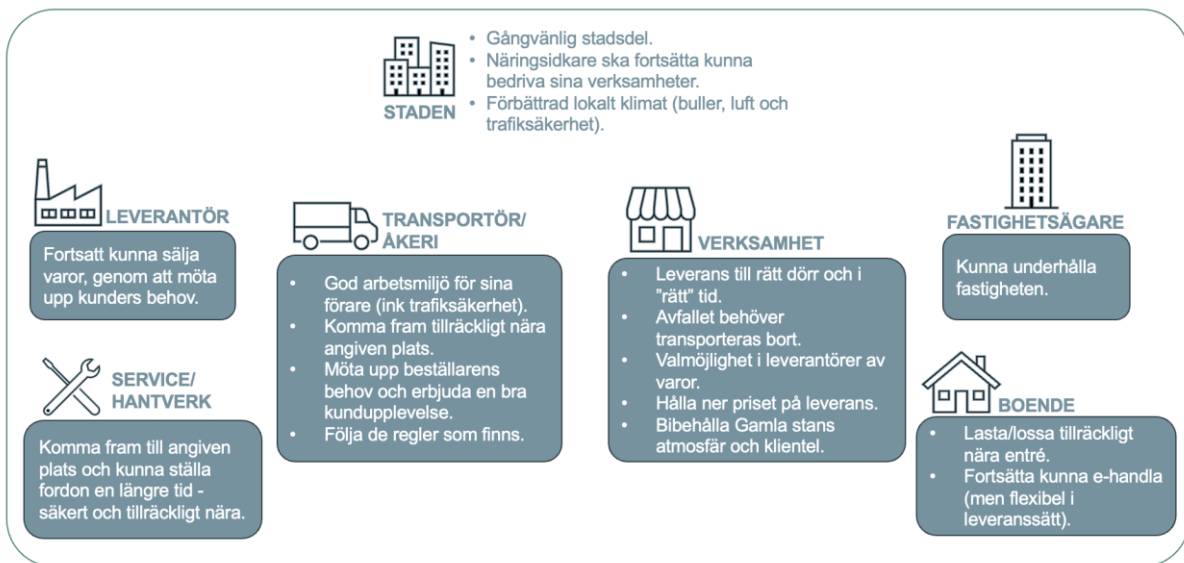 • Gångvänlig stadsdel.
• Näringsidkare ska fortsätta kunna
bedriva sina verksamheter.
• Förbättrad lokalt klimat (buller, luft och
trafiksäkerhet).
STADEN
LEVERANTÖR
Fortsatt kunna sälja
varor, genom att möta
upp kunders behov.
SERVICE/
HANTVERK
Komma fram till angiven
plats och kunna ställa
fordon en längre tid -
säkert och tillräckligt nära.
TRANSPORTÖR/
ÅKERI
• God arbetsmiljö för sina
förare (ink trafiksäkerhet).
• Komma fram tillräckligt nära
angiven plats.
• Möta upp beställarens
behov och erbjuda en bra
kundupplevelse.
• Följa de regler som finns.
VERKSAMHET
• Leverans till rätt dörr och i
”rätt” tid.
• Avfallet behöver
transporteras bort.
• Valmöjlighet i leverantörer av
varor.
• Hålla ner priset på leverans.
• Bibehålla Gamla stans
atmosfär och klientel.
FASTIGHETSÄGARE
Kunna underhålla
fastigheten.
BOENDE
• Lasta/lossa tillräckligt
nära entré.
• Fortsätta kunna e-handla
(men flexibel i
leveranssätt).